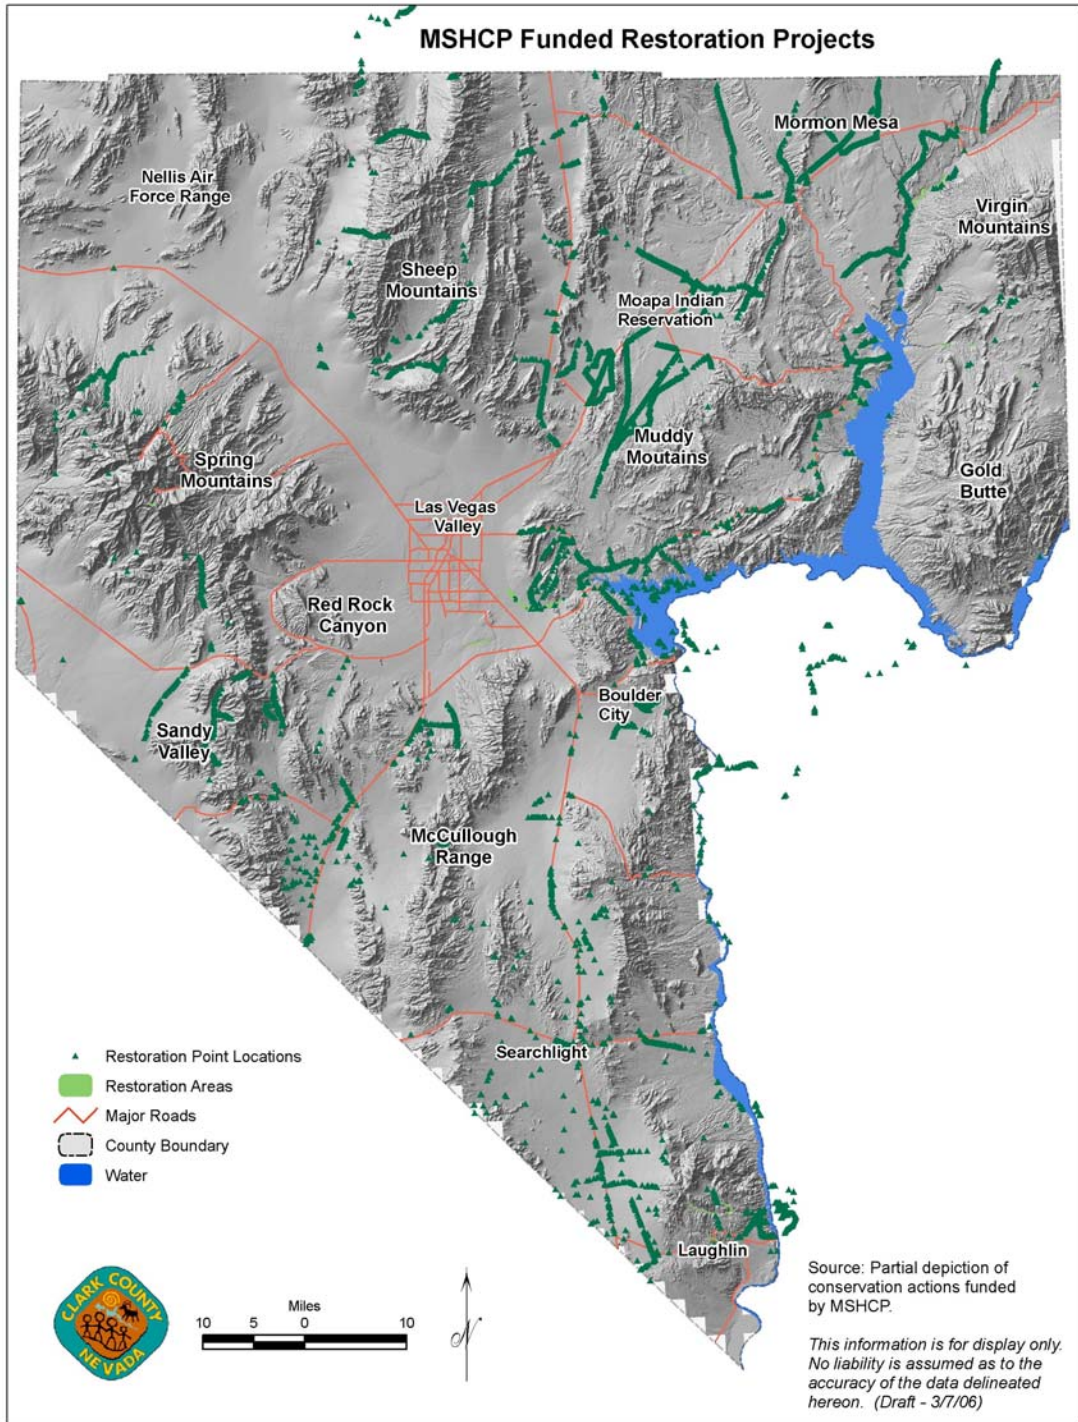 MSHCP Funded Restoration Projects
Mormon Mesa
Nellis Air
Force Range
Virgin
Mountains
Sheep
Mountains
Moapa Indian
Reservation
Muddy
Moutains
Spring
Mountains
Gold
Butte
Las Vegas
Valley
Red Rock
Canyon
Boulder
City
Sandy
Valley
McCullough
Range
Searchlight
Laughlin
Restoration Point Locations
Restoration Areas
Major Roads
County Boundary
Water
CLARK COUNTY
NEVADA
Miles
10 5 0 10
N
Source: Partial depiction of
conservation actions funded
by MSHCP.
This information is for display only.
No liability is assumed as to the
accuracy of the data delineated
hereon. (Draft - 3/7/06)